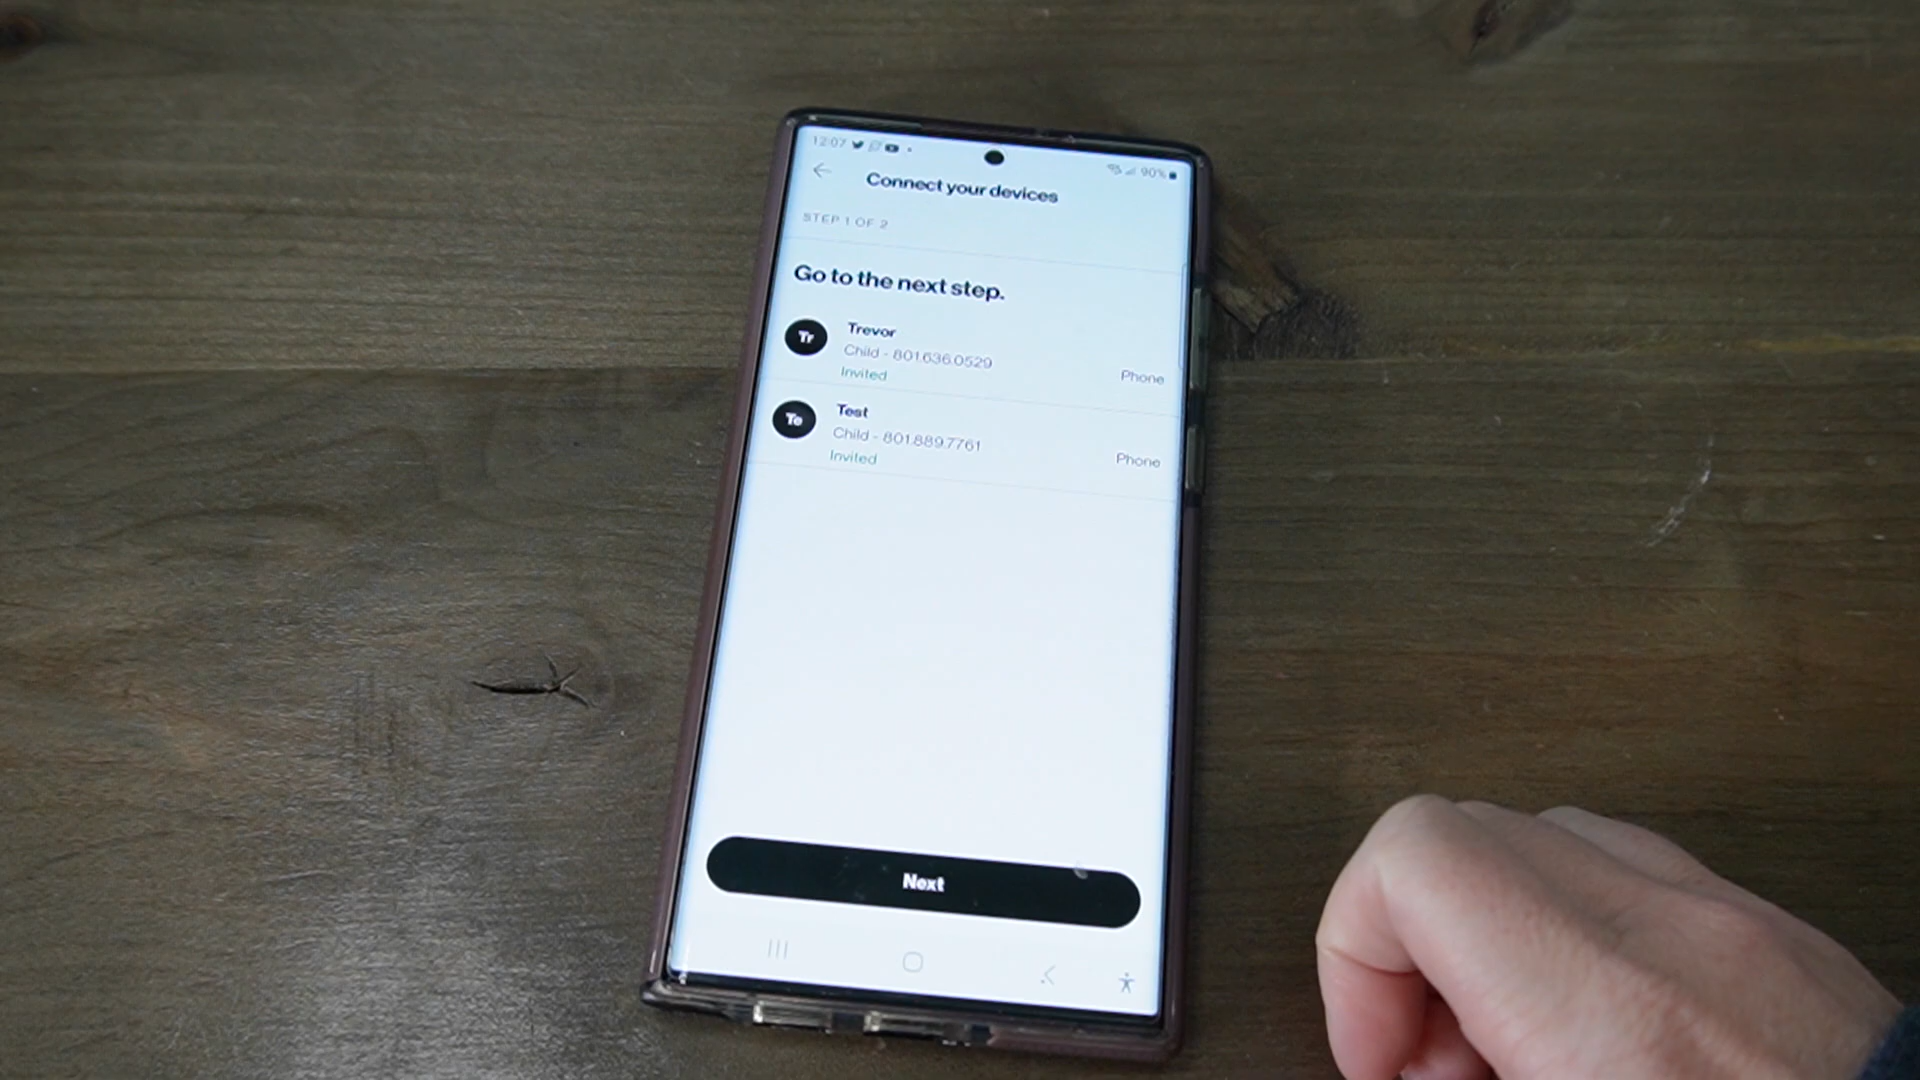 12:07
90%
Connect your devices
STEP 1 OF 2
Go to the next step.
Tr
Trevor
Child - 801.636.0529
Invited
Phone
Te
Test
Child - 801.889.7761
Invited
Phone
Next